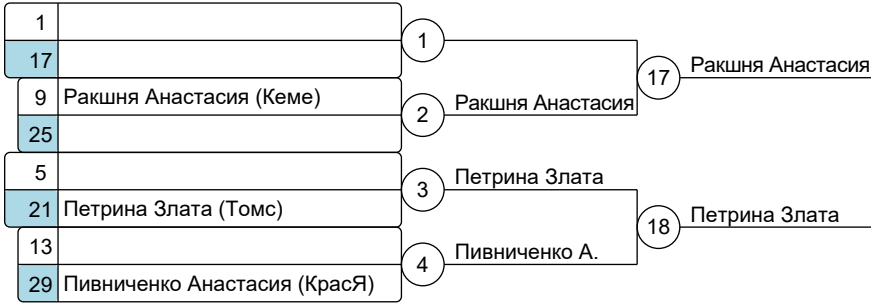 1
17
1
9 Ракшня Анастасия (Кеме)
25
2
Ракшня Анастасия
17
Ракшня Анастасия
5
21 Петрина Злата (Томс)
3
Петрина Злата
13
29 Пивниченко Анастасия (КрасЯ)
4
Пивниченко А.
18
Петрина Злата